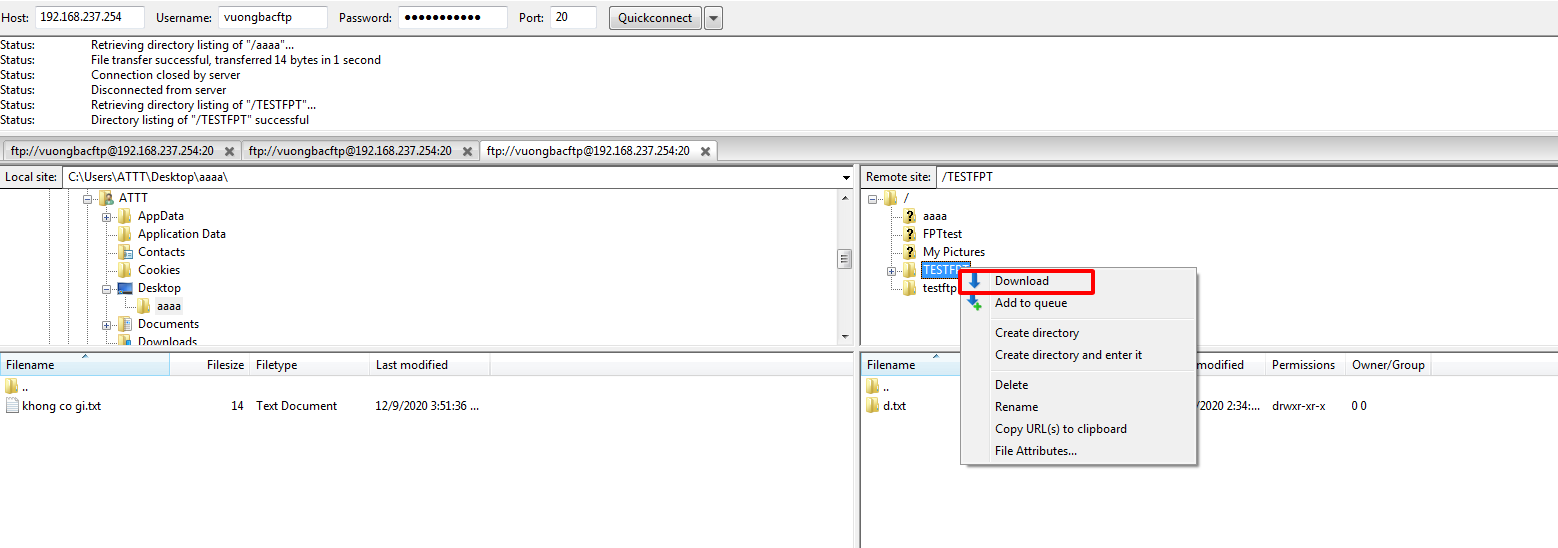 Host: 192.168.237.254 Username: vuongbacftp Password: ●●●●●●●●●●● Port: 20 Quickconnect
Status: Retrieving directory listing of "/aaaa"...
Status: File transfer successful, transferred 14 bytes in 1 second
Status: Connection closed by server
Status: Disconnected from server
Status: Retrieving directory listing of "/TESTFPT"...
Status: Directory listing of "/TESTFPT" successful
ftp://vuongbacftp@192.168.237.254:20 ftp://vuongbacftp@192.168.237.254:20 ftp://vuongbacftp@192.168.237.254:20
Local site: C:\Users\ATTT\Desktop\aaaa\
ATTT
AppData
Application Data
Contacts
Cookies
Desktop
aaaa
Documents
Downloads
Filename Filesize Filetype Last modified
..
khong co gi.txt 14 Text Document 12/9/2020 3:51:36 ...
Remote site: /TESTFPT
/
aaaa
FPTtest
My Pictures
TESTFPT
testftp
Download
Add to queue
Create directory
Create directory and enter it
Delete
Rename
Copy URL(s) to clipboard
File Attributes...
Filename modified Permissions Owner/Group
..
d.txt /2020 2:34:... drwxr-xr-x 0 0